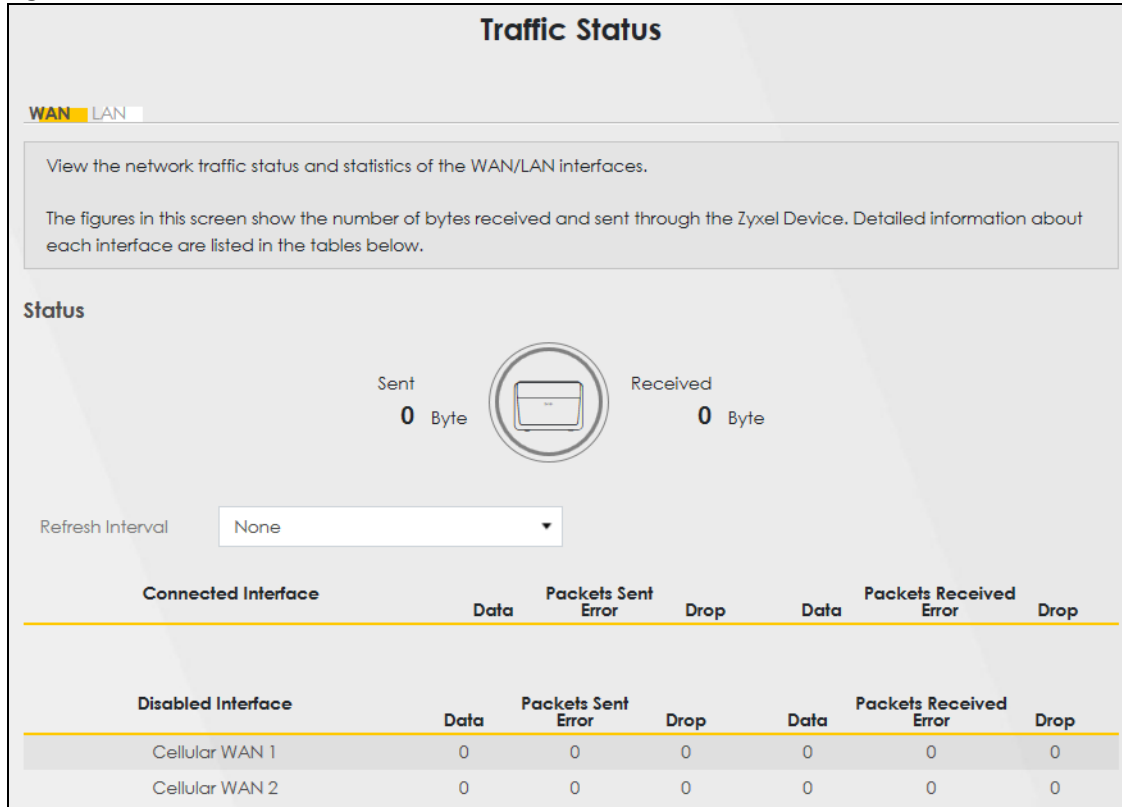 Traffic Status
WAN LAN
View the network traffic status and statistics of the WAN/LAN interfaces.
The figures in this screen show the number of bytes received and sent through the Zyxel Device. Detailed information about
each interface are listed in the tables below.
Status
Sent Received
0 Byte 0 Byte
Refresh Interval None
Connected Interface Packets Sent Packets Received
Data Error Drop Data Error Drop
Disabled Interface Packets Sent Packets Received
Data Error Drop Data Error Drop
Cellular WAN 1 0 0 0 0 0 0
Cellular WAN 2 0 0 0 0 0 0